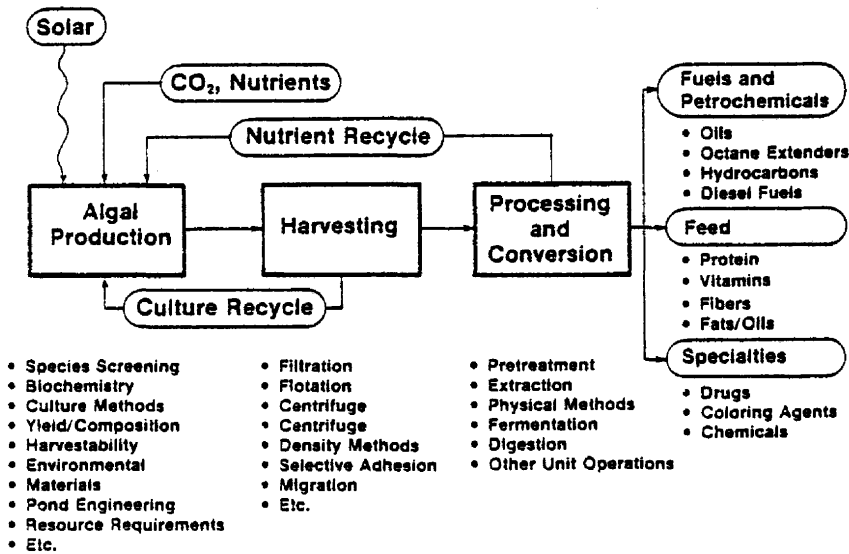 Solar
CO₂, Nutrients
Nutrient Recycle
Algal
Production
Harvesting
Processing
and
Conversion
Culture Recycle
Fuels and
Petrochemicals
• Oils
• Octane Extenders
• Hydrocarbons
• Diesel Fuels
Feed
• Protein
• Vitamins
• Fibers
• Fats/Oils
Specialties
• Drugs
• Coloring Agents
• Chemicals
• Species Screening
• Biochemistry
• Culture Methods
• Yield/Composition
• Harvestability
• Environmental
• Materials
• Pond Engineering
• Resource Requirements
• Etc.
• Filtration
• Flotation
• Centrifuge
• Centrifuge
• Density Methods
• Selective Adhesion
• Migration
• Etc.
• Pretreatment
• Extraction
• Physical Methods
• Fermentation
• Digestion
• Other Unit Operations